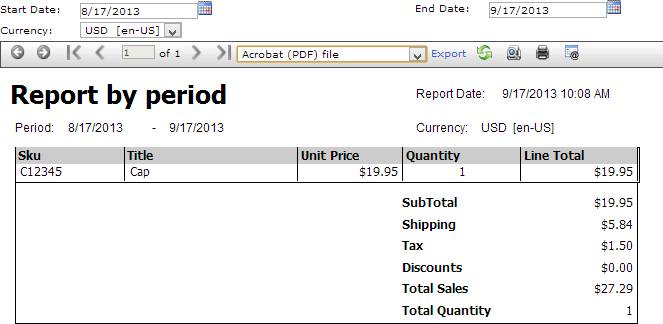 Start Date: 8/17/2013 End Date: 9/17/2013
Currency: USD [en-US]
1 of 1 Acrobat (PDF) file Export
Report by period Report Date: 9/17/2013 10:08 AM
Period: 8/17/2013 - 9/17/2013 Currency: USD [en-US]
Sku Title Unit Price Quantity Line Total
C12345 Cap $19.95 1 $19.95
SubTotal $19.95
Shipping $5.84
Tax $1.50
Discounts $0.00
Total Sales $27.29
Total Quantity 1